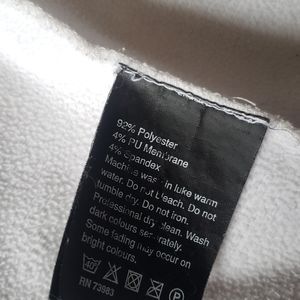 92% Polyester
4% PU Membrane
4% Spandex
Machine wash in luke warm
water. Do not bleach. Do not
tumble dry. Do not iron.
Professional dry clean. Wash
dark colours separately.
Some fading may occur on
bright colours.
40
RN 73983